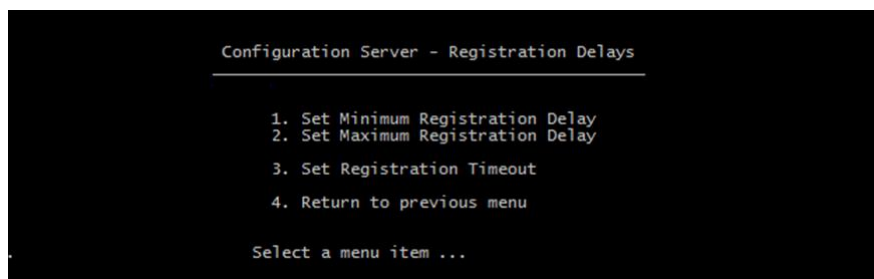 Configuration Server - Registration Delays
1. Set Minimum Registration Delay
2. Set Maximum Registration Delay
3. Set Registration Timeout
4. Return to previous menu
Select a menu item ...